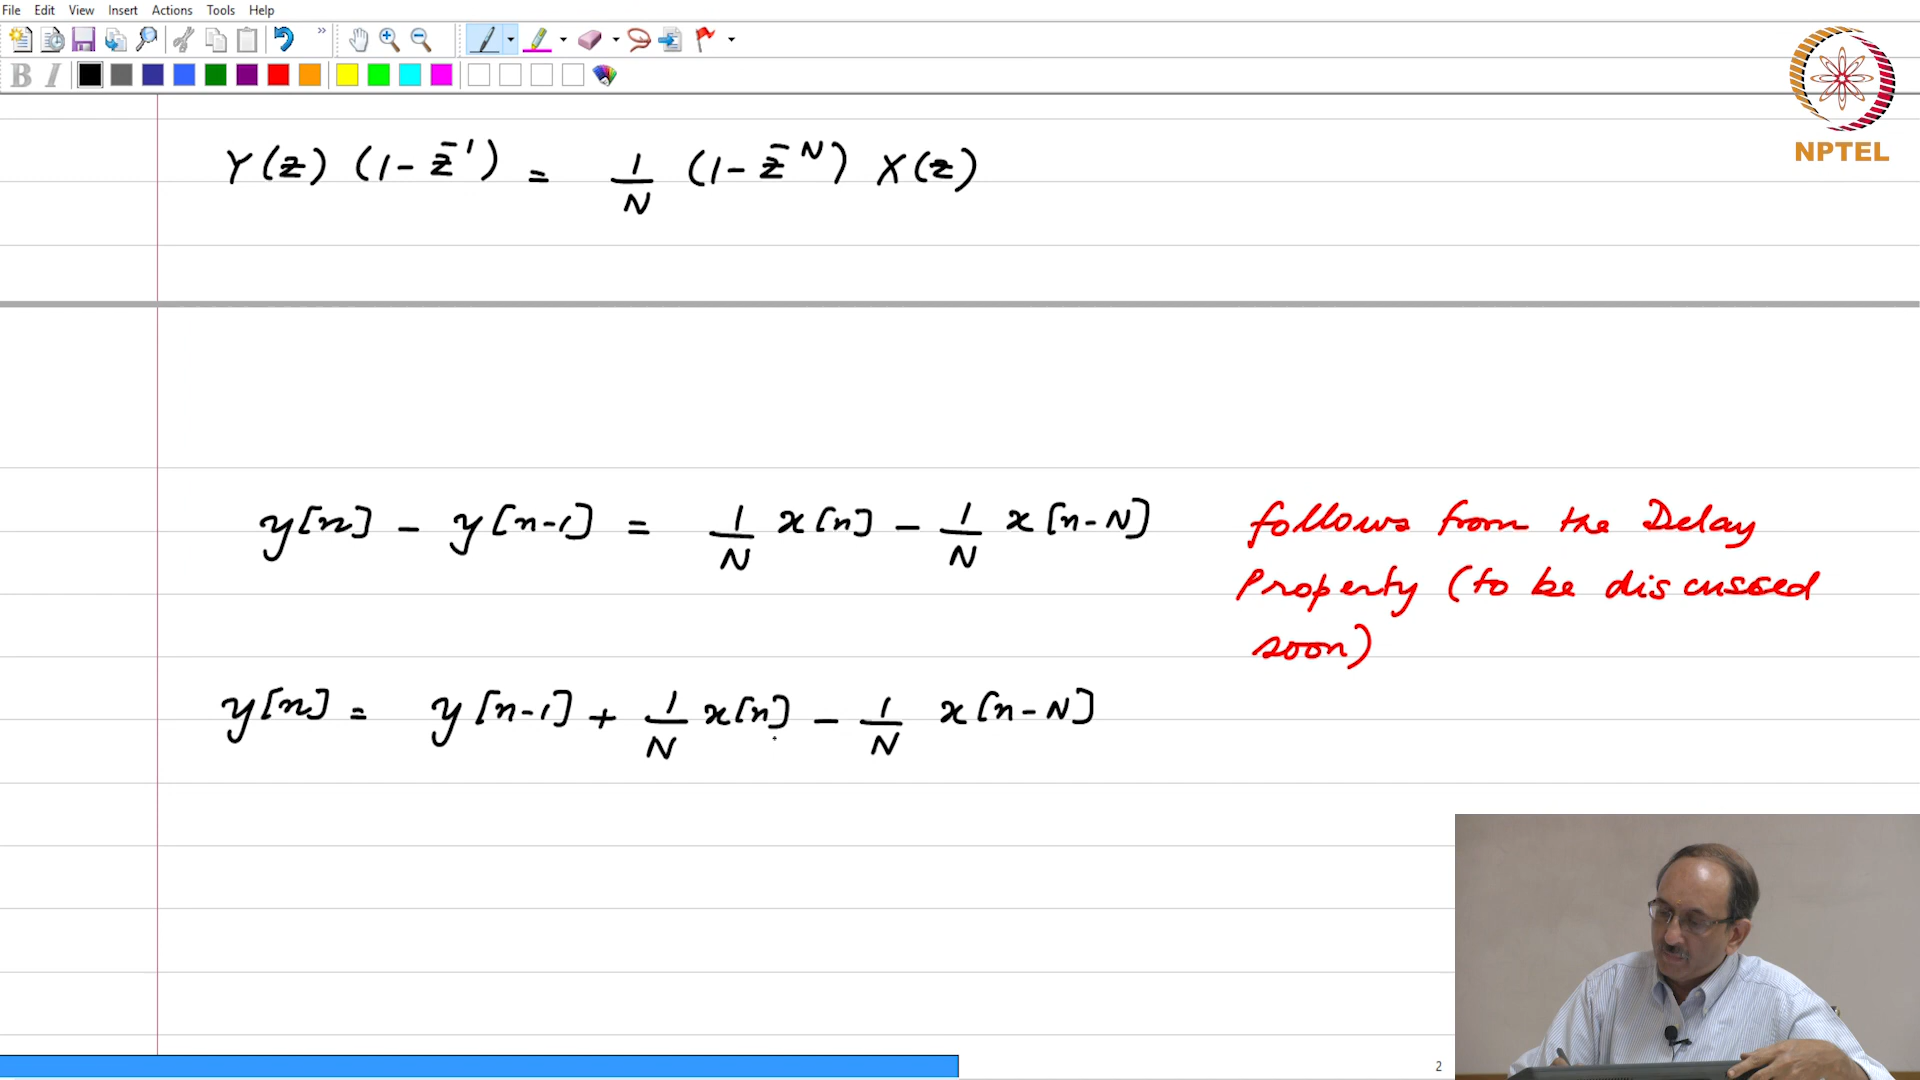 File Edit View Insert Actions Tools Help
B I
NPTEL
Y(z) (1 - z⁻¹) = 1/N (1 - z⁻ᴺ) X(z)
y[n] - y[n-1] = 1/N x[n] - 1/N x[n-N]
follows from the Delay
Property (to be discussed
soon)
y[n] = y[n-1] + 1/N x[n] - 1/N x[n-N]
2